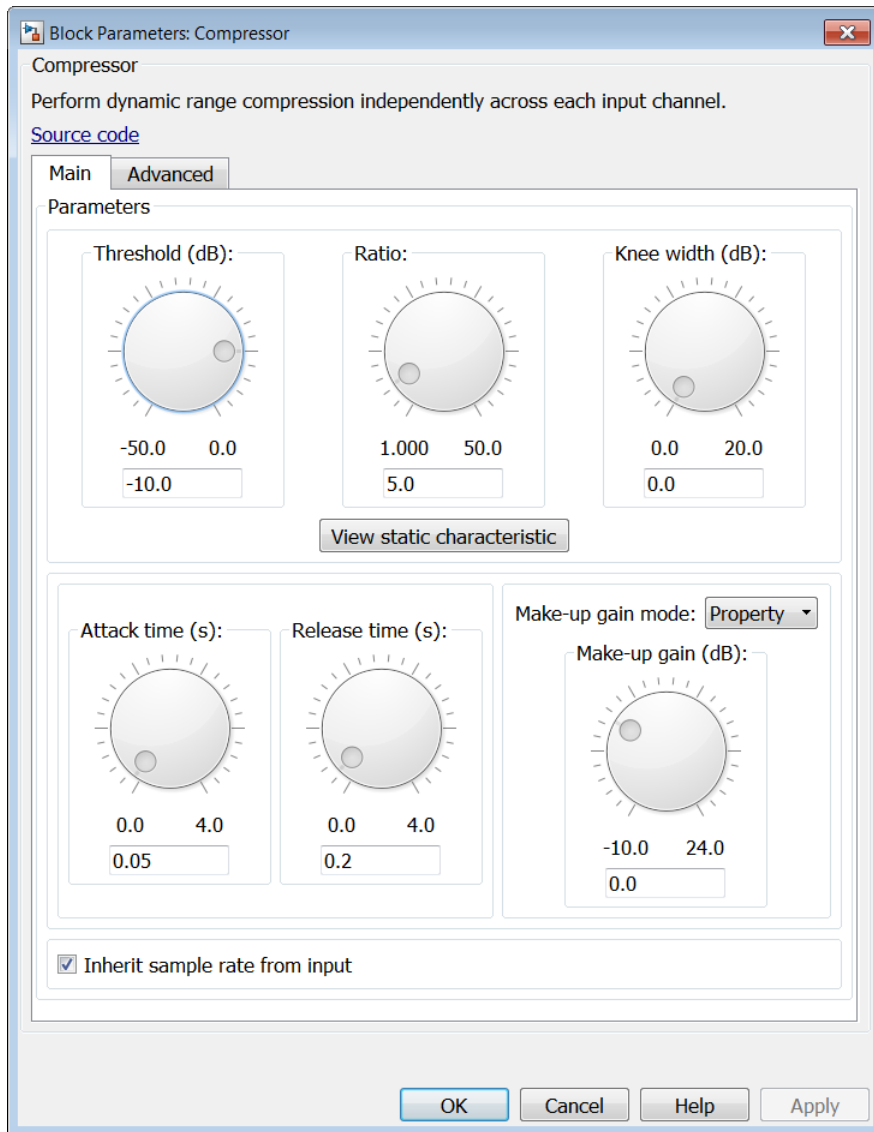 Block Parameters: Compressor
Compressor
Perform dynamic range compression independently across each input channel.
Source code
Main Advanced
Parameters
Threshold (dB): Ratio: Knee width (dB):
-50.0 0.0 1.000 50.0 0.0 20.0
-10.0 5.0 0.0
View static characteristic
Make-up gain mode: Property
Attack time (s): Release time (s):
Make-up gain (dB):
0.0 4.0 0.0 4.0
-10.0 24.0
0.05 0.2
0.0
Inherit sample rate from input
OK Cancel Help Apply